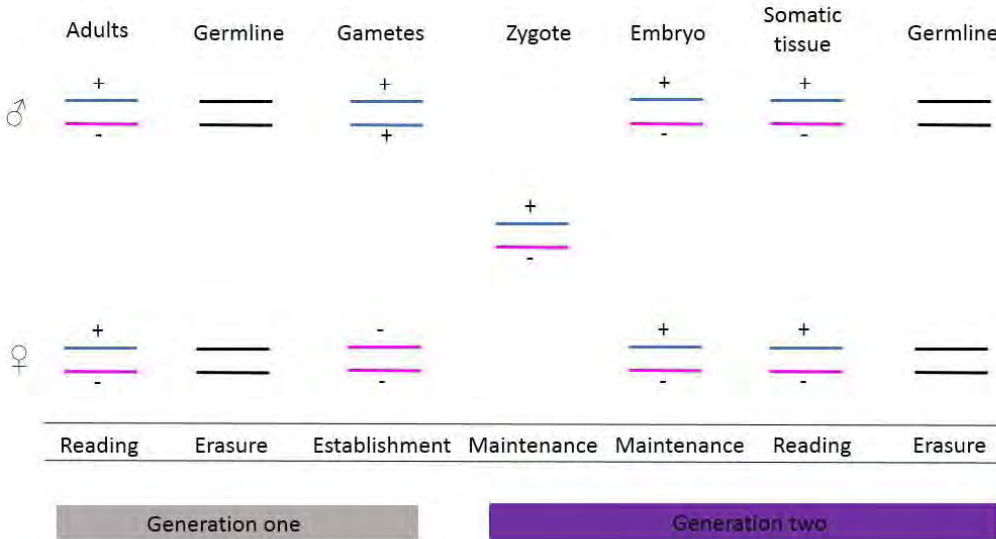 Adults Germline Gametes Zygote Embryo Somatic tissue Germline
+ + + +
♂
- + - -
+
-
+ - + +
♀
- - - -
Reading Erasure Establishment Maintenance Maintenance Reading Erasure
Generation one Generation two